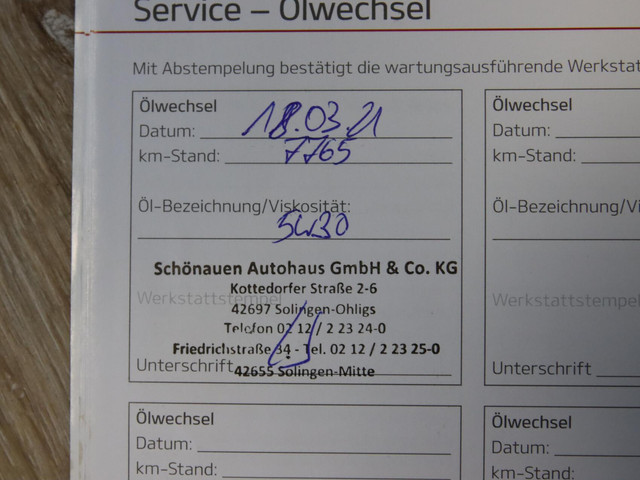 Service – Ölwechsel
Mit Abstempelung bestätigt die wartungsausführende Werkstat
Ölwechsel
Datum: 18.03.21
km-Stand: 7765
Öl-Bezeichnung/Viskosität:
5W30
Schönauen Autohaus GmbH & Co. KG
Kottedorfer Straße 2-6
Werkstattstempel
42697 Solingen-Ohligs
Telefon 02 12 / 2 23 24-0
Friedrichstraße 84 - Tel. 02 12 / 2 23 25-0
Unterschrift
42655 Solingen-Mitte
Ölwechsel
Datum:
km-Stand:
Öl-Bezeichnung/Vi
Werkstattstempel
Unterschrift
Ölwechsel
Datum:
km-Stand:
Ölwechsel
Datum:
km-Stand: